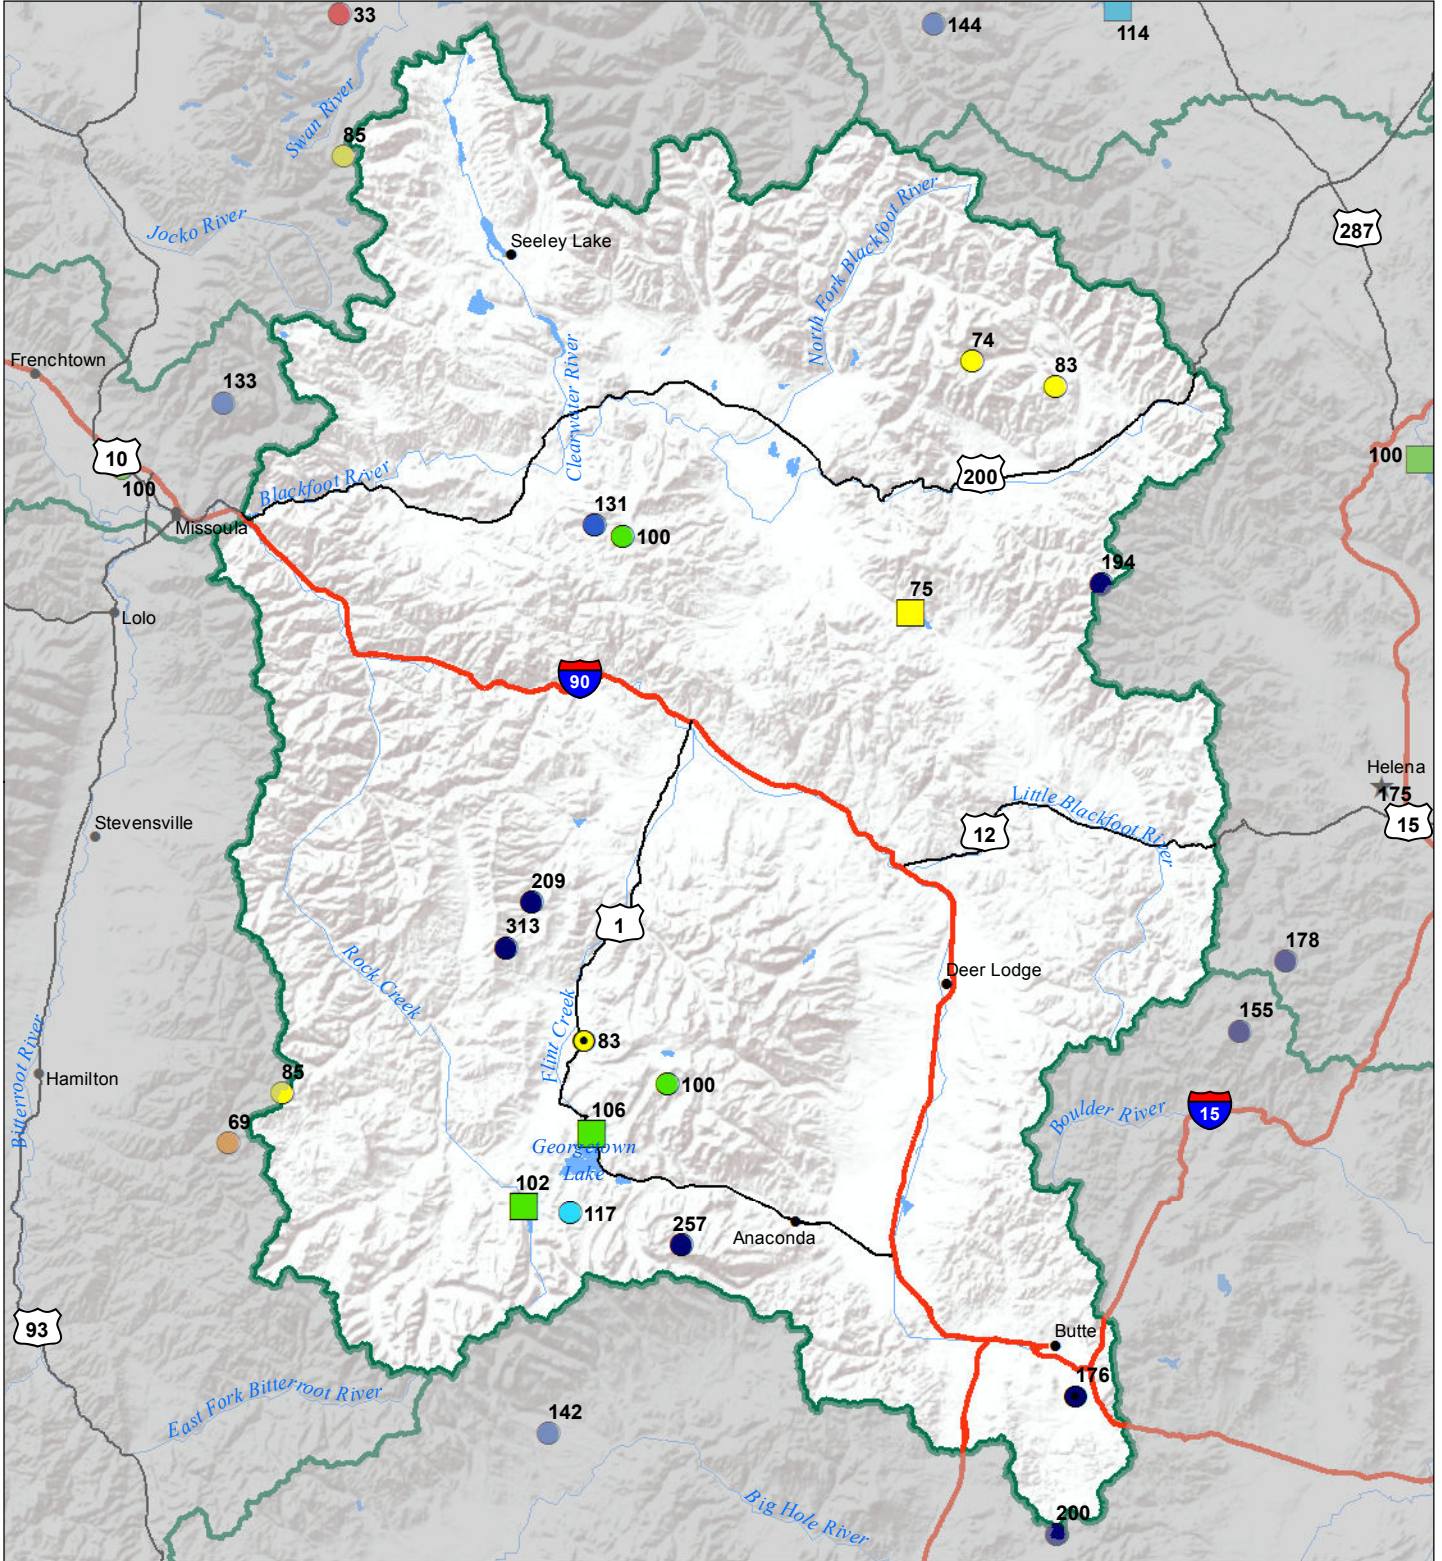 33
144
114
Swan River
85
Jocko River
North Fork Blackfoot River
287
Seeley Lake
Frenchtown
133
74
83
Clearwater River
10
100
Blackfoot River
200
100
Missoula
131
100
194
75
Lolo
90
Helena
175
15
Little Blackfoot River
12
Stevensville
209
1
313
178
Rock Creek
Deer Lodge
Flint Creek
155
83
Bitterroot River
Hamilton
85
100
Boulder River
15
69
106
Georgetown
Lake
102
117
257
Anaconda
93
Butte
176
East Fork Bitterroot River
142
Big Hole River
200